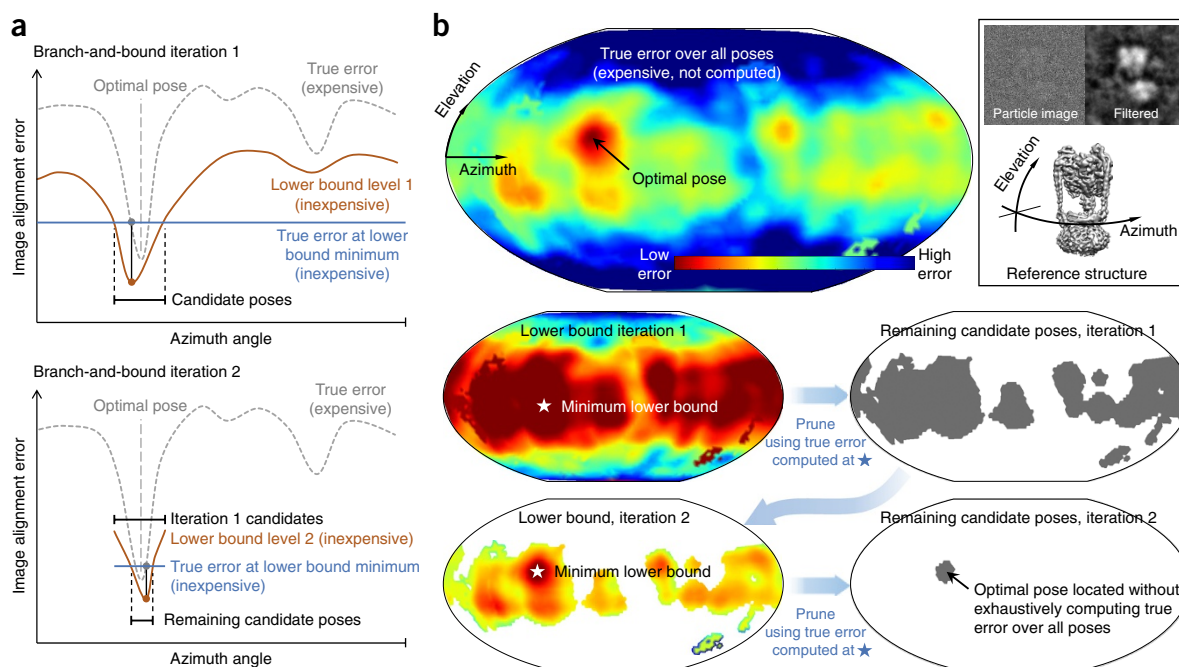 a
Branch-and-bound iteration 1
Optimal pose
True error
(expensive)
Lower bound level 1
(inexpensive)
True error at lower
bound minimum
(inexpensive)
Candidate poses
Image alignment error
Azimuth angle
Branch-and-bound iteration 2
Optimal pose
True error
(expensive)
Iteration 1 candidates
Lower bound level 2 (inexpensive)
True error at lower bound minimum
(inexpensive)
Remaining candidate poses
Image alignment error
Azimuth angle
b
True error over all poses
(expensive, not computed)
Elevation
Azimuth
Optimal pose
Low
error
High
error
Particle image
Filtered
Elevation
Azimuth
Reference structure
Lower bound iteration 1
Minimum lower bound
Prune
using true error
computed at ★
Remaining candidate poses, iteration 1
Lower bound, iteration 2
Minimum lower bound
Prune
using true error
computed at ★
Remaining candidate poses, iteration 2
Optimal pose located without
exhaustively computing true
error over all poses